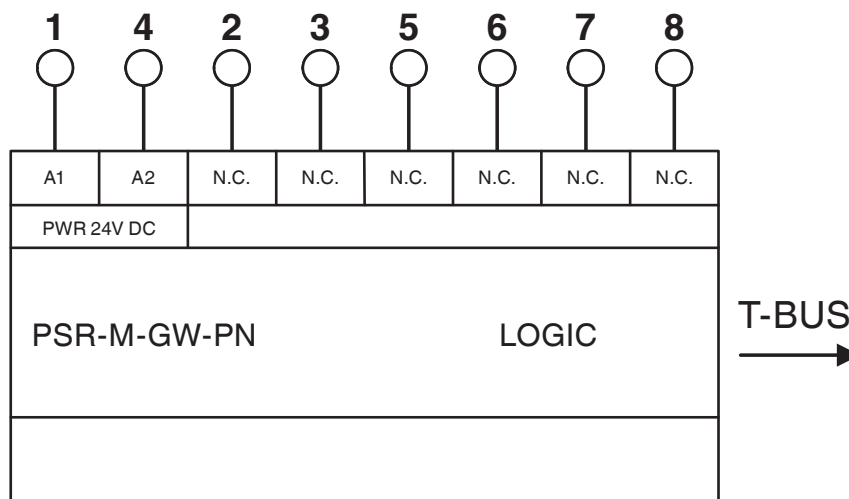 1 4 2 3 5 6 7 8
A1 A2 N.C. N.C. N.C. N.C. N.C. N.C.
PWR 24V DC
PSR-M-GW-PN LOGIC
T-BUS